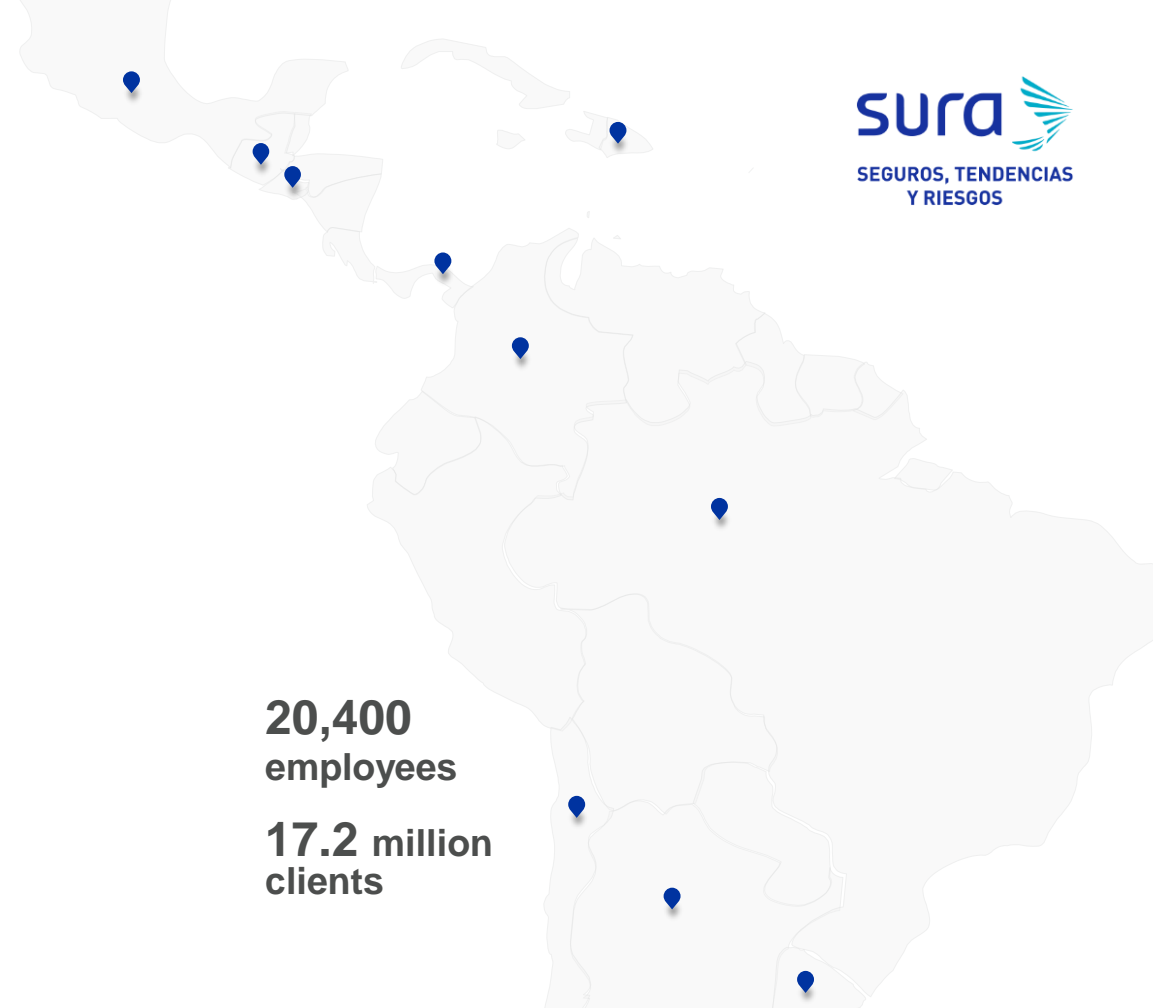 sura
SEGUROS, TENDENCIAS
Y RIESGOS
20,400
employees
17.2 million
clients